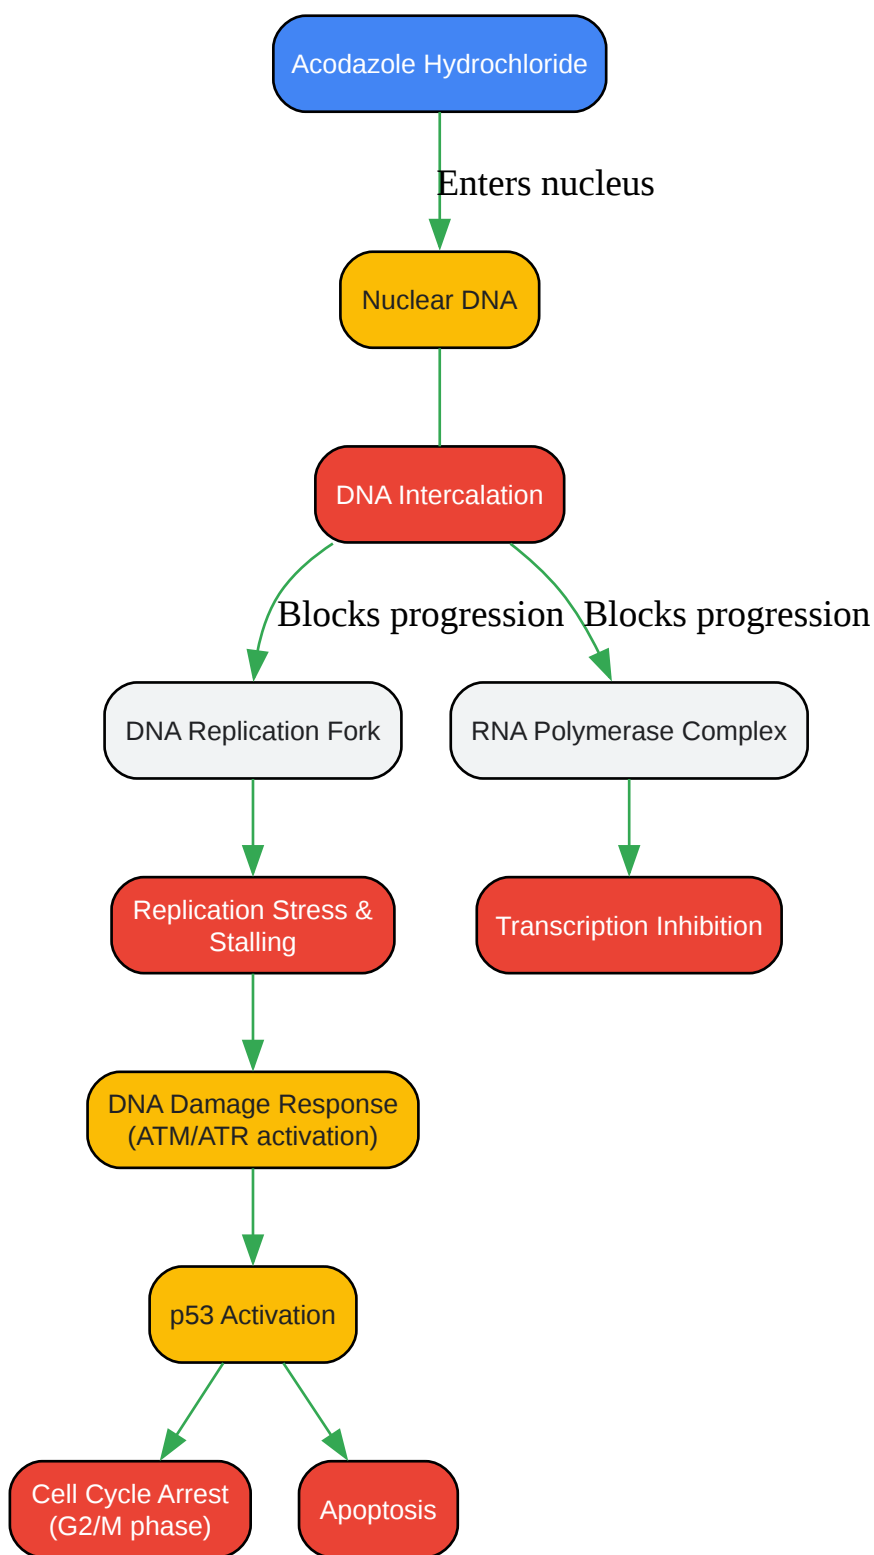 Acodazole Hydrochloride
Enters nucleus
Nuclear DNA
DNA Intercalation
Blocks progression
Blocks progression
DNA Replication Fork
RNA Polymerase Complex
Replication Stress &
Stalling
Transcription Inhibition
DNA Damage Response
(ATM/ATR activation)
p53 Activation
Cell Cycle Arrest
(G2/M phase)
Apoptosis